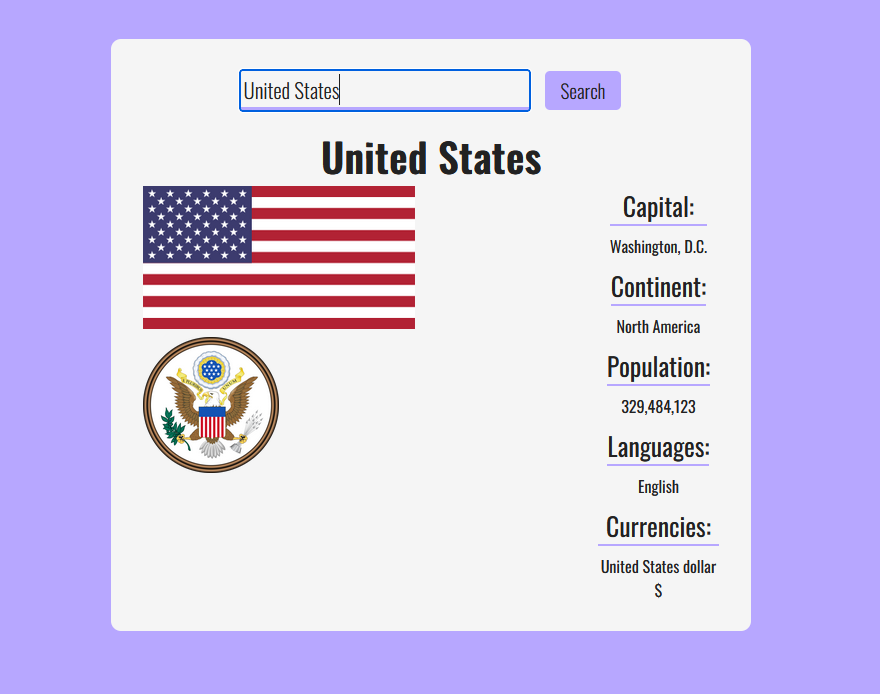 United States
Search
United States
Capital:
Washington, D.C.
Continent:
North America
Population:
329,484,123
Languages:
English
Currencies:
United States dollar
$